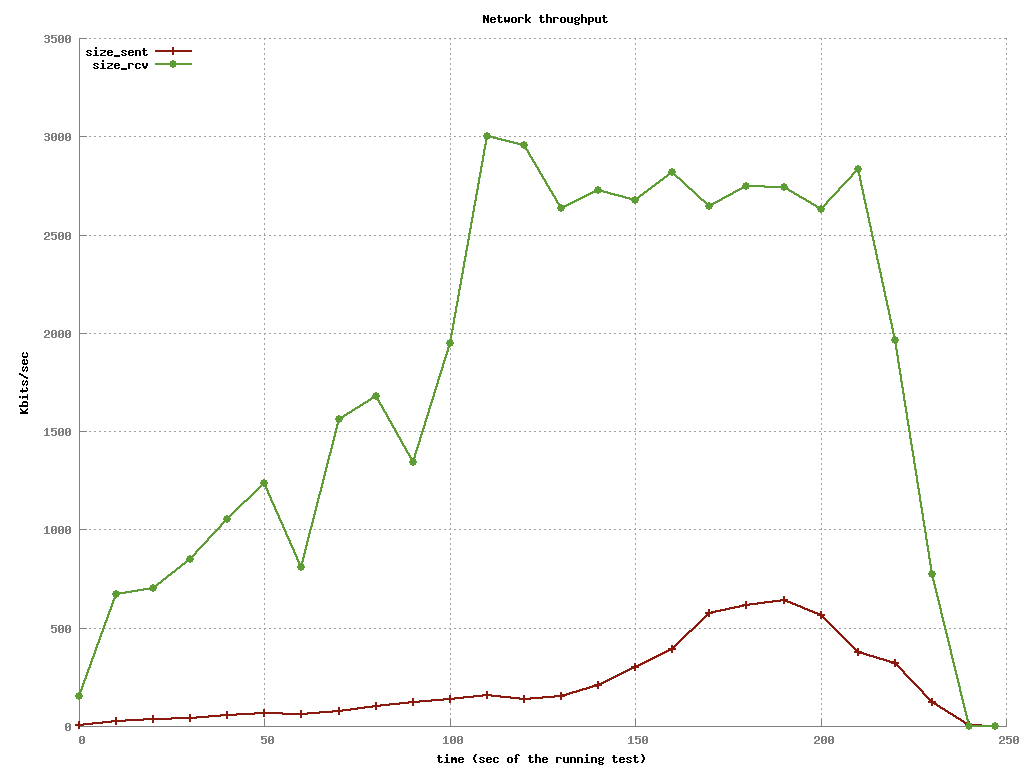 Network throughput
size_sent
size_rcv
3500
3000
2500
2000
1500
1000
500
0
Kbits/sec
0 50 100 150 200 250
time (sec of the running test)